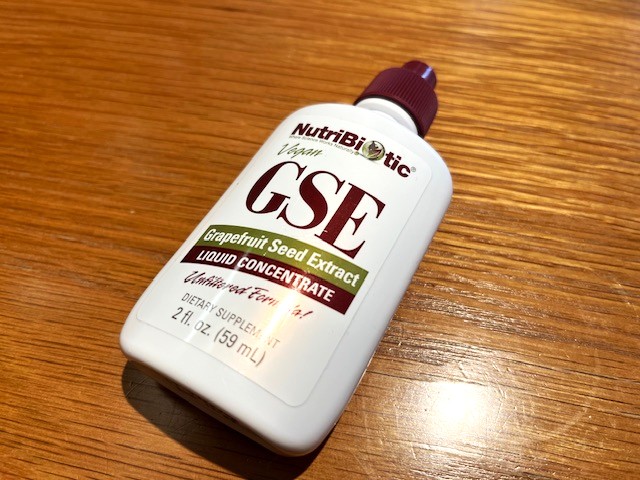 NutriBiotic®
Vegan
GSE
Grapefruit Seed Extract
LIQUID CONCENTRATE
Unfiltered Formula!
DIETARY SUPPLEMENT
2 fl. oz. (59 mL)